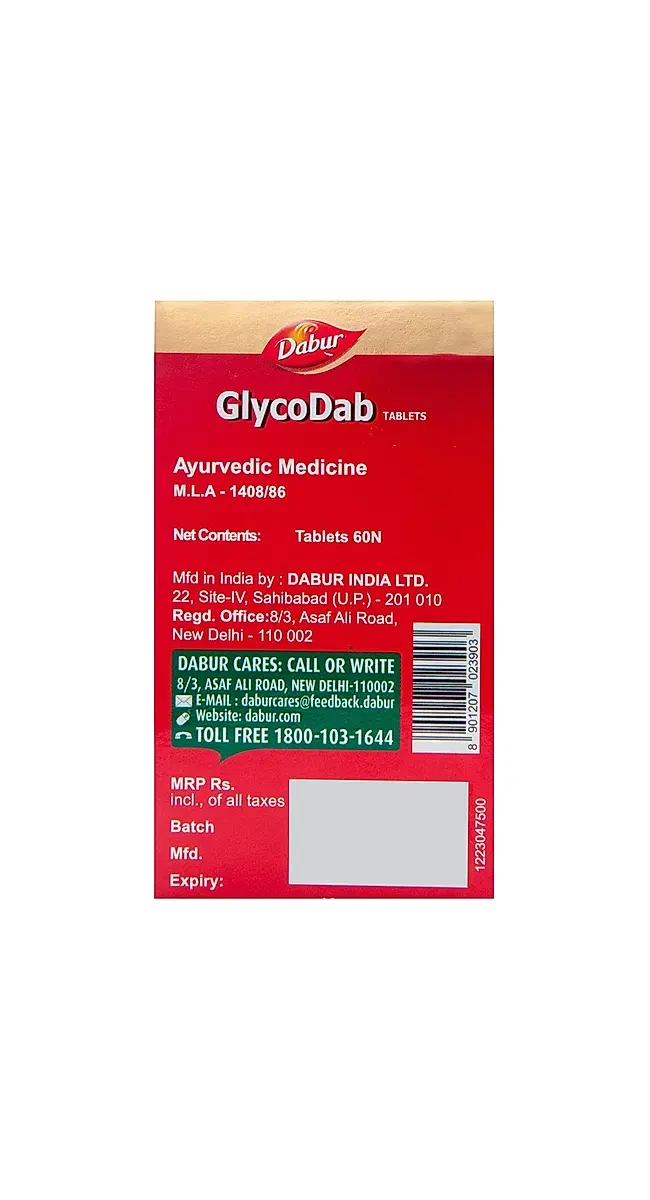 Dabur
GlycoDab TABLETS
Ayurvedic Medicine
M.L.A - 1408/86
Net Contents: Tablets 60N
Mfd in India by : DABUR INDIA LTD.
22, Site-IV, Sahibabad (U.P.) - 201 010
Regd. Office:8/3, Asaf Ali Road,
New Delhi - 110 002
DABUR CARES: CALL OR WRITE
8/3, ASAF ALI ROAD, NEW DELHI-110002
E-MAIL : daburcares@feedback.dabur
Website: dabur.com
TOLL FREE 1800-103-1644
8 901207 023903
MRP Rs.
incl., of all taxes
Batch
Mfd.
Expiry:
1223047500